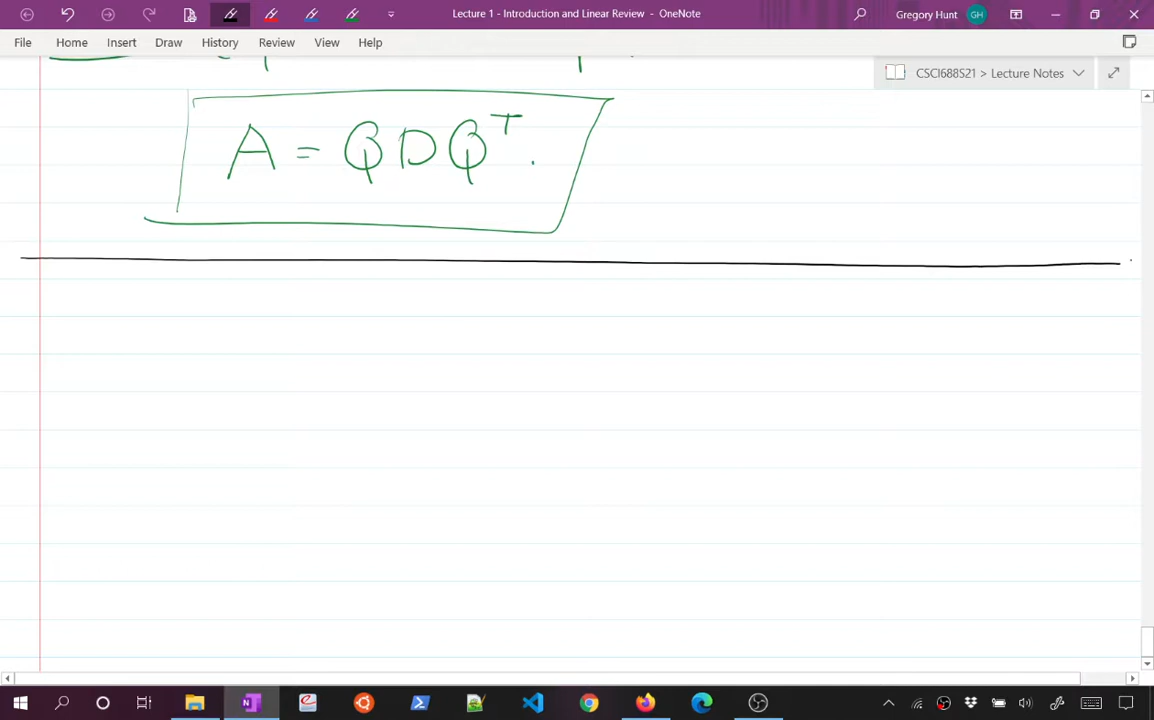 Lecture 1 - Introduction and Linear Review - OneNote
Gregory Hunt GH
File Home Insert Draw History Review View Help
CSCI688S21 > Lecture Notes
A = QDQᵀ.